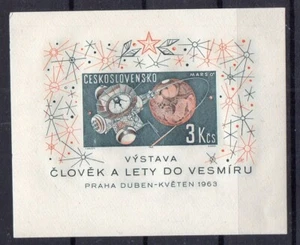 ČESKOSLOVENSKO
MARS 1
3 Kčs
VÝSTAVA
ČLOVĚK A LETY DO VESMÍRU
PRAHA DUBEN-KVĚTEN 1963